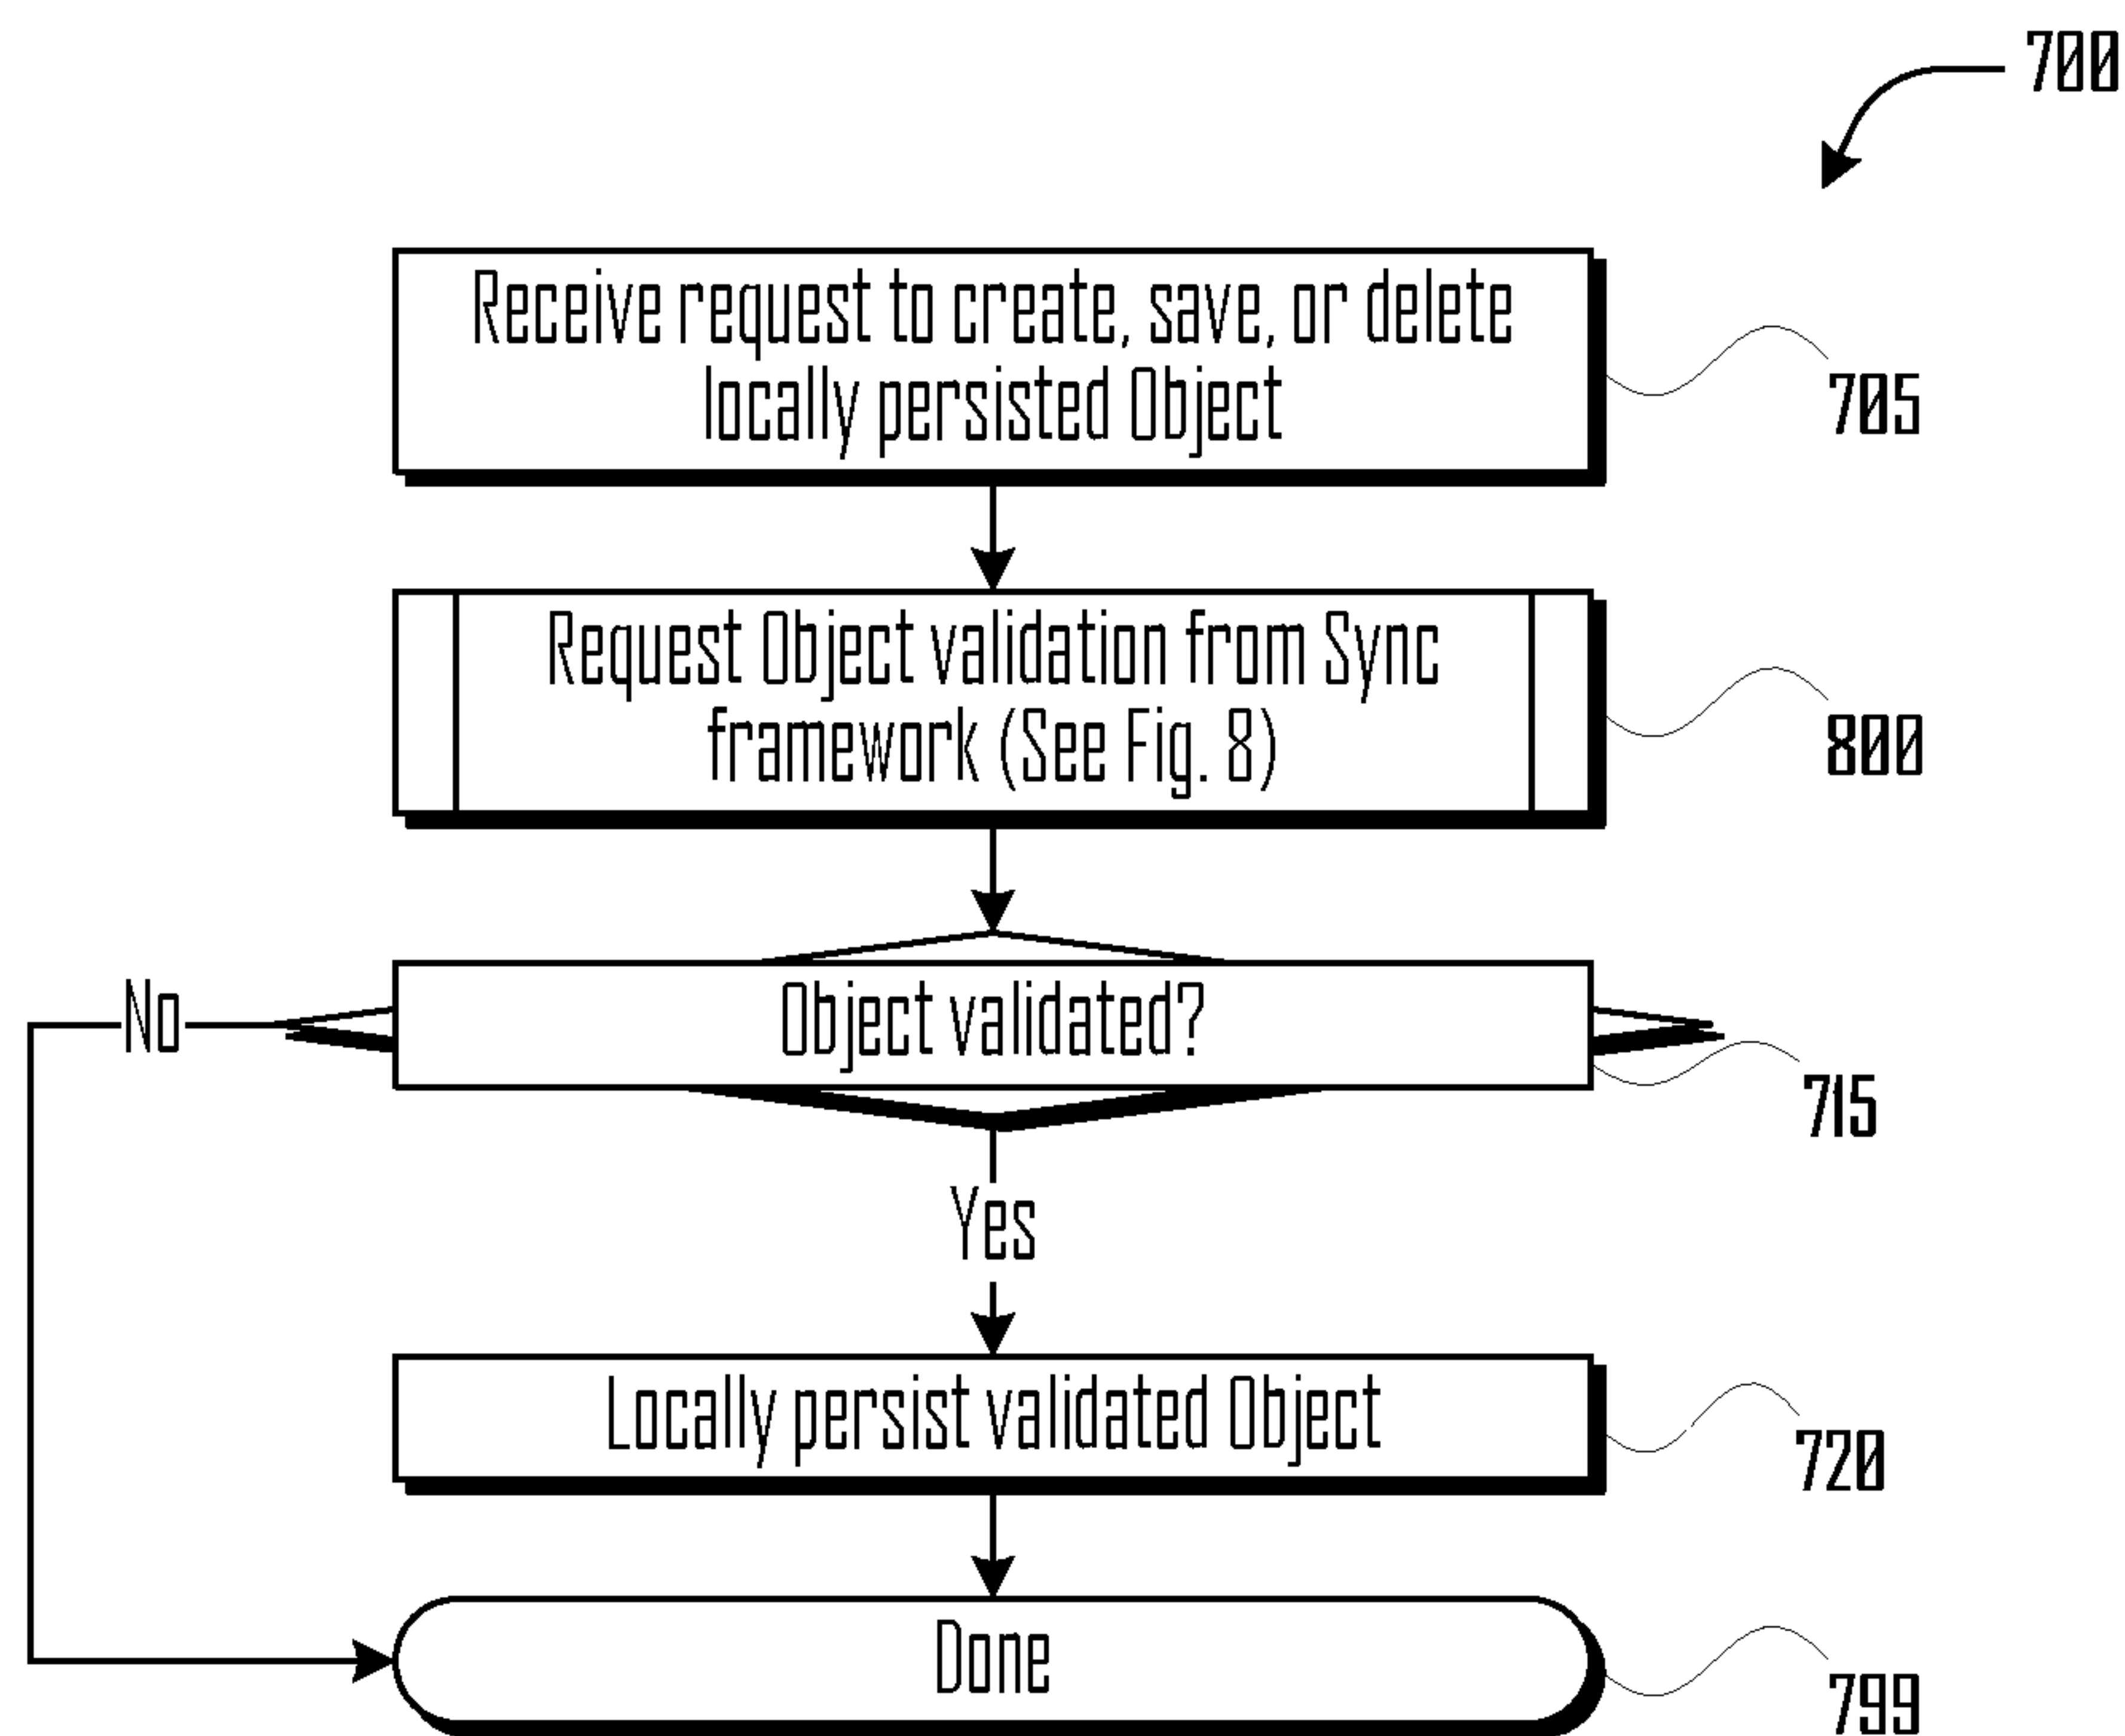 700
Receive request to create, save, or delete
locally persisted Object
705
Request Object validation from Sync
framework (See Fig. 8)
800
Object validated?
No
715
Yes
Locally persist validated Object
720
Done
799